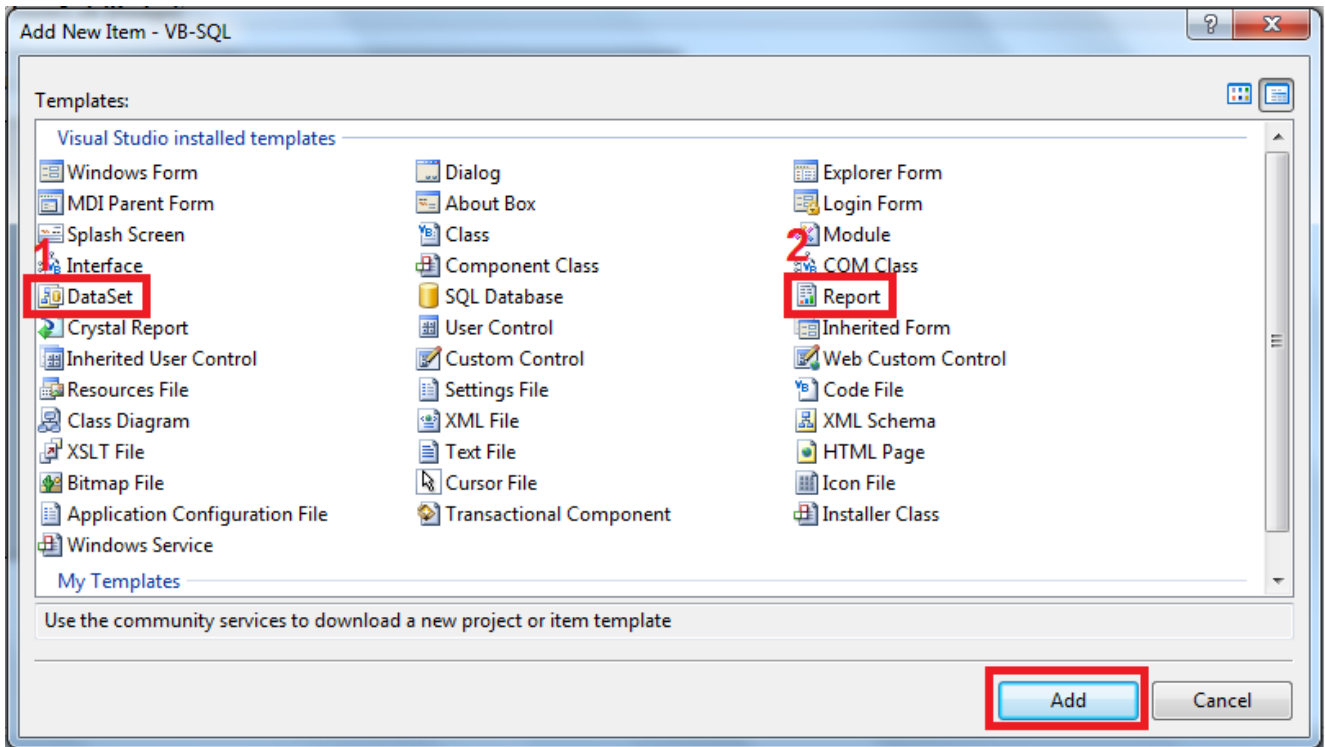 Add New Item - VB-SQL
Templates:
Visual Studio installed templates
Windows Form Dialog Explorer Form
MDI Parent Form About Box Login Form
Splash Screen Class Module
1 2
Interface Component Class COM Class
DataSet SQL Database Report
Crystal Report User Control Inherited Form
Inherited User Control Custom Control Web Custom Control
Resources File Settings File Code File
Class Diagram XML File XML Schema
XSLT File Text File HTML Page
Bitmap File Cursor File Icon File
Application Configuration File Transactional Component Installer Class
Windows Service
My Templates
Use the community services to download a new project or item template
Add Cancel